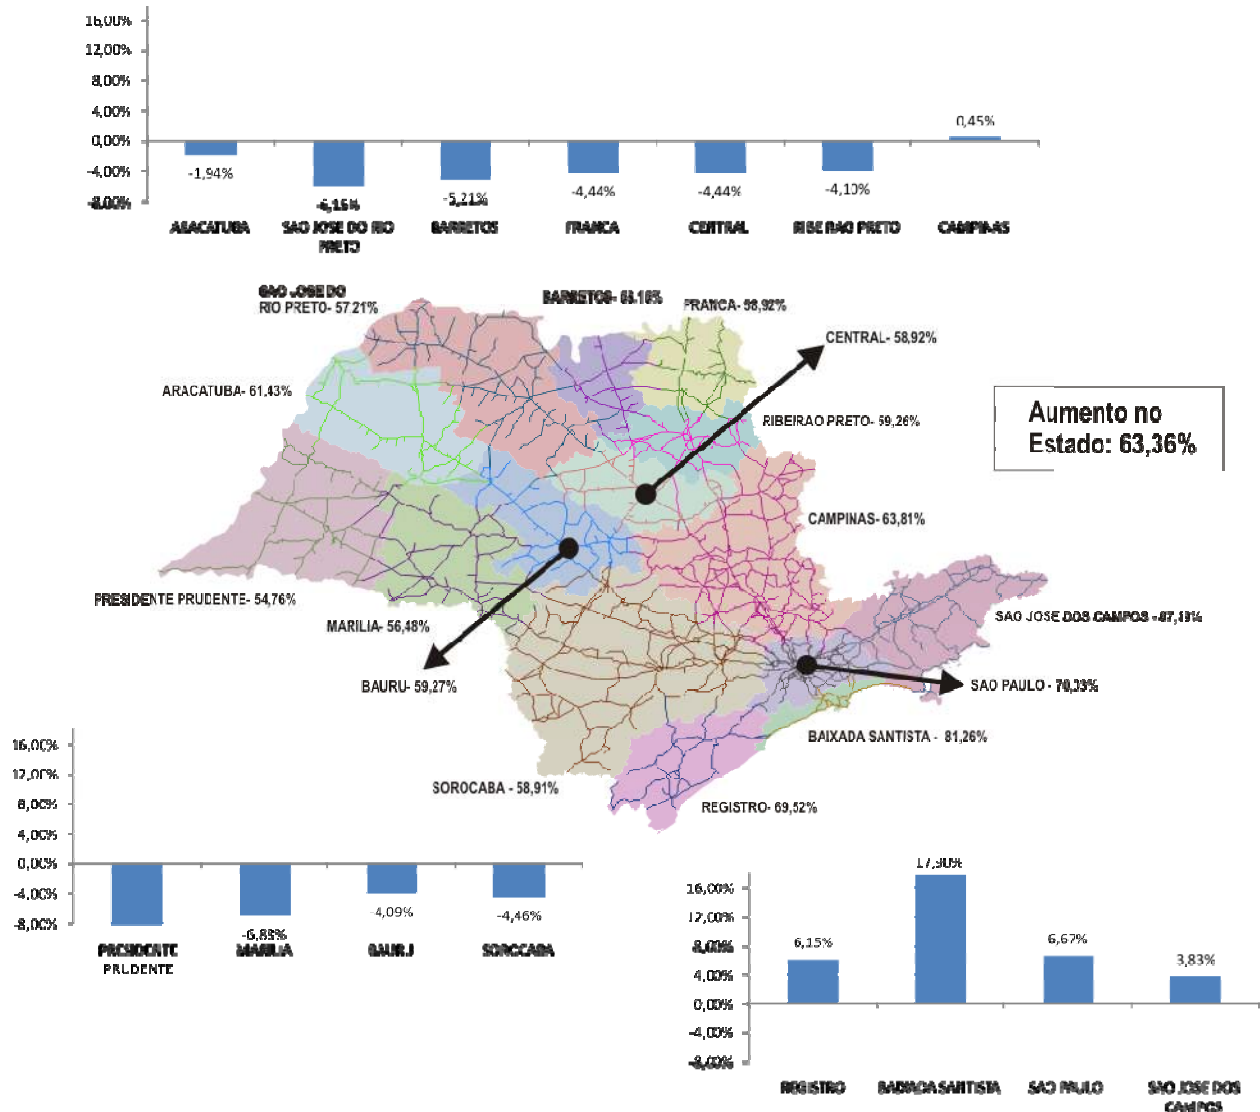 16,00%
12,00%
8,00%
4,00%
0,00%
-4,00%
-8,00%
-1,94%
-5,21%
-4,44%
-4,44%
-4,10%
0,45%
ARACATUBA
SAO JOSE DO RIO
PRETO
BARRETOS
FRANCA
CENTRAL
RIBEIRAO PRETO
CAMPINAS
SAO JOSE DO
RIO PRETO- 57.21%
BARRETOS-
FRANCA- 58,92%
CENTRAL- 58,92%
ARACATUBA- 61,43%
RIBEIRAO PRETO- 59,26%
Aumento no
Estado: 63,36%
CAMPINAS- 63,81%
PRESIDENTE PRUDENTE- 54,76%
MARILIA- 56,48%
SAO JOSE DOS CAMPOS -
BAURU- 59,27%
SAO PAULO - 70,03%
BAIXADA SANTISTA - 81,26%
SOROCABA - 58,91%
REGISTRO- 69,52%
16,00%
12,00%
8,00%
4,00%
0,00%
-4,00%
-8,00%
-6,88%
-4,09%
-4,46%
PRESIDENTE
PRUDENTE
MARILIA
BAURU
SOROCABA
16,00%
12,00%
8,00%
4,00%
0,00%
-4,00%
-8,00%
6,15%
17,90%
6,67%
3,83%
REGISTRO
BAIXADA SANTISTA
SAO PAULO
SAO JOSE DOS
CAMPOS